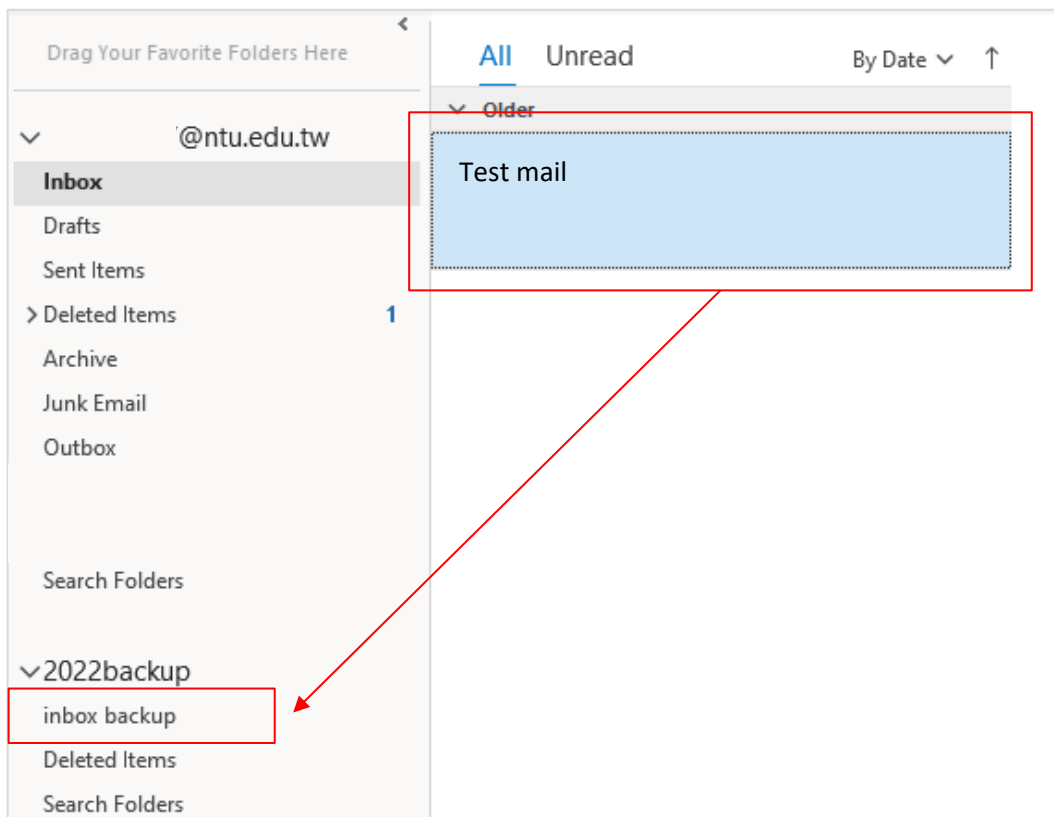 Drag Your Favorite Folders Here
@ntu.edu.tw
Inbox
Drafts
Sent Items
Deleted Items 1
Archive
Junk Email
Outbox
Search Folders
2022backup
inbox backup
Deleted Items
Search Folders
All Unread By Date
Older
Test mail